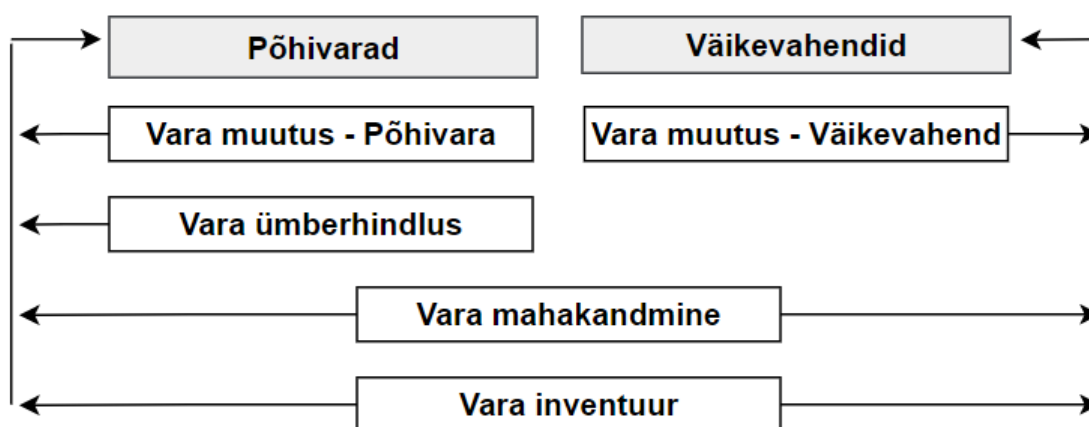 Põhivarad
Väikevahendid
Vara muutus - Põhivara
Vara muutus - Väikevahend
Vara ümberhindlus
Vara mahakandmine
Vara inventuur